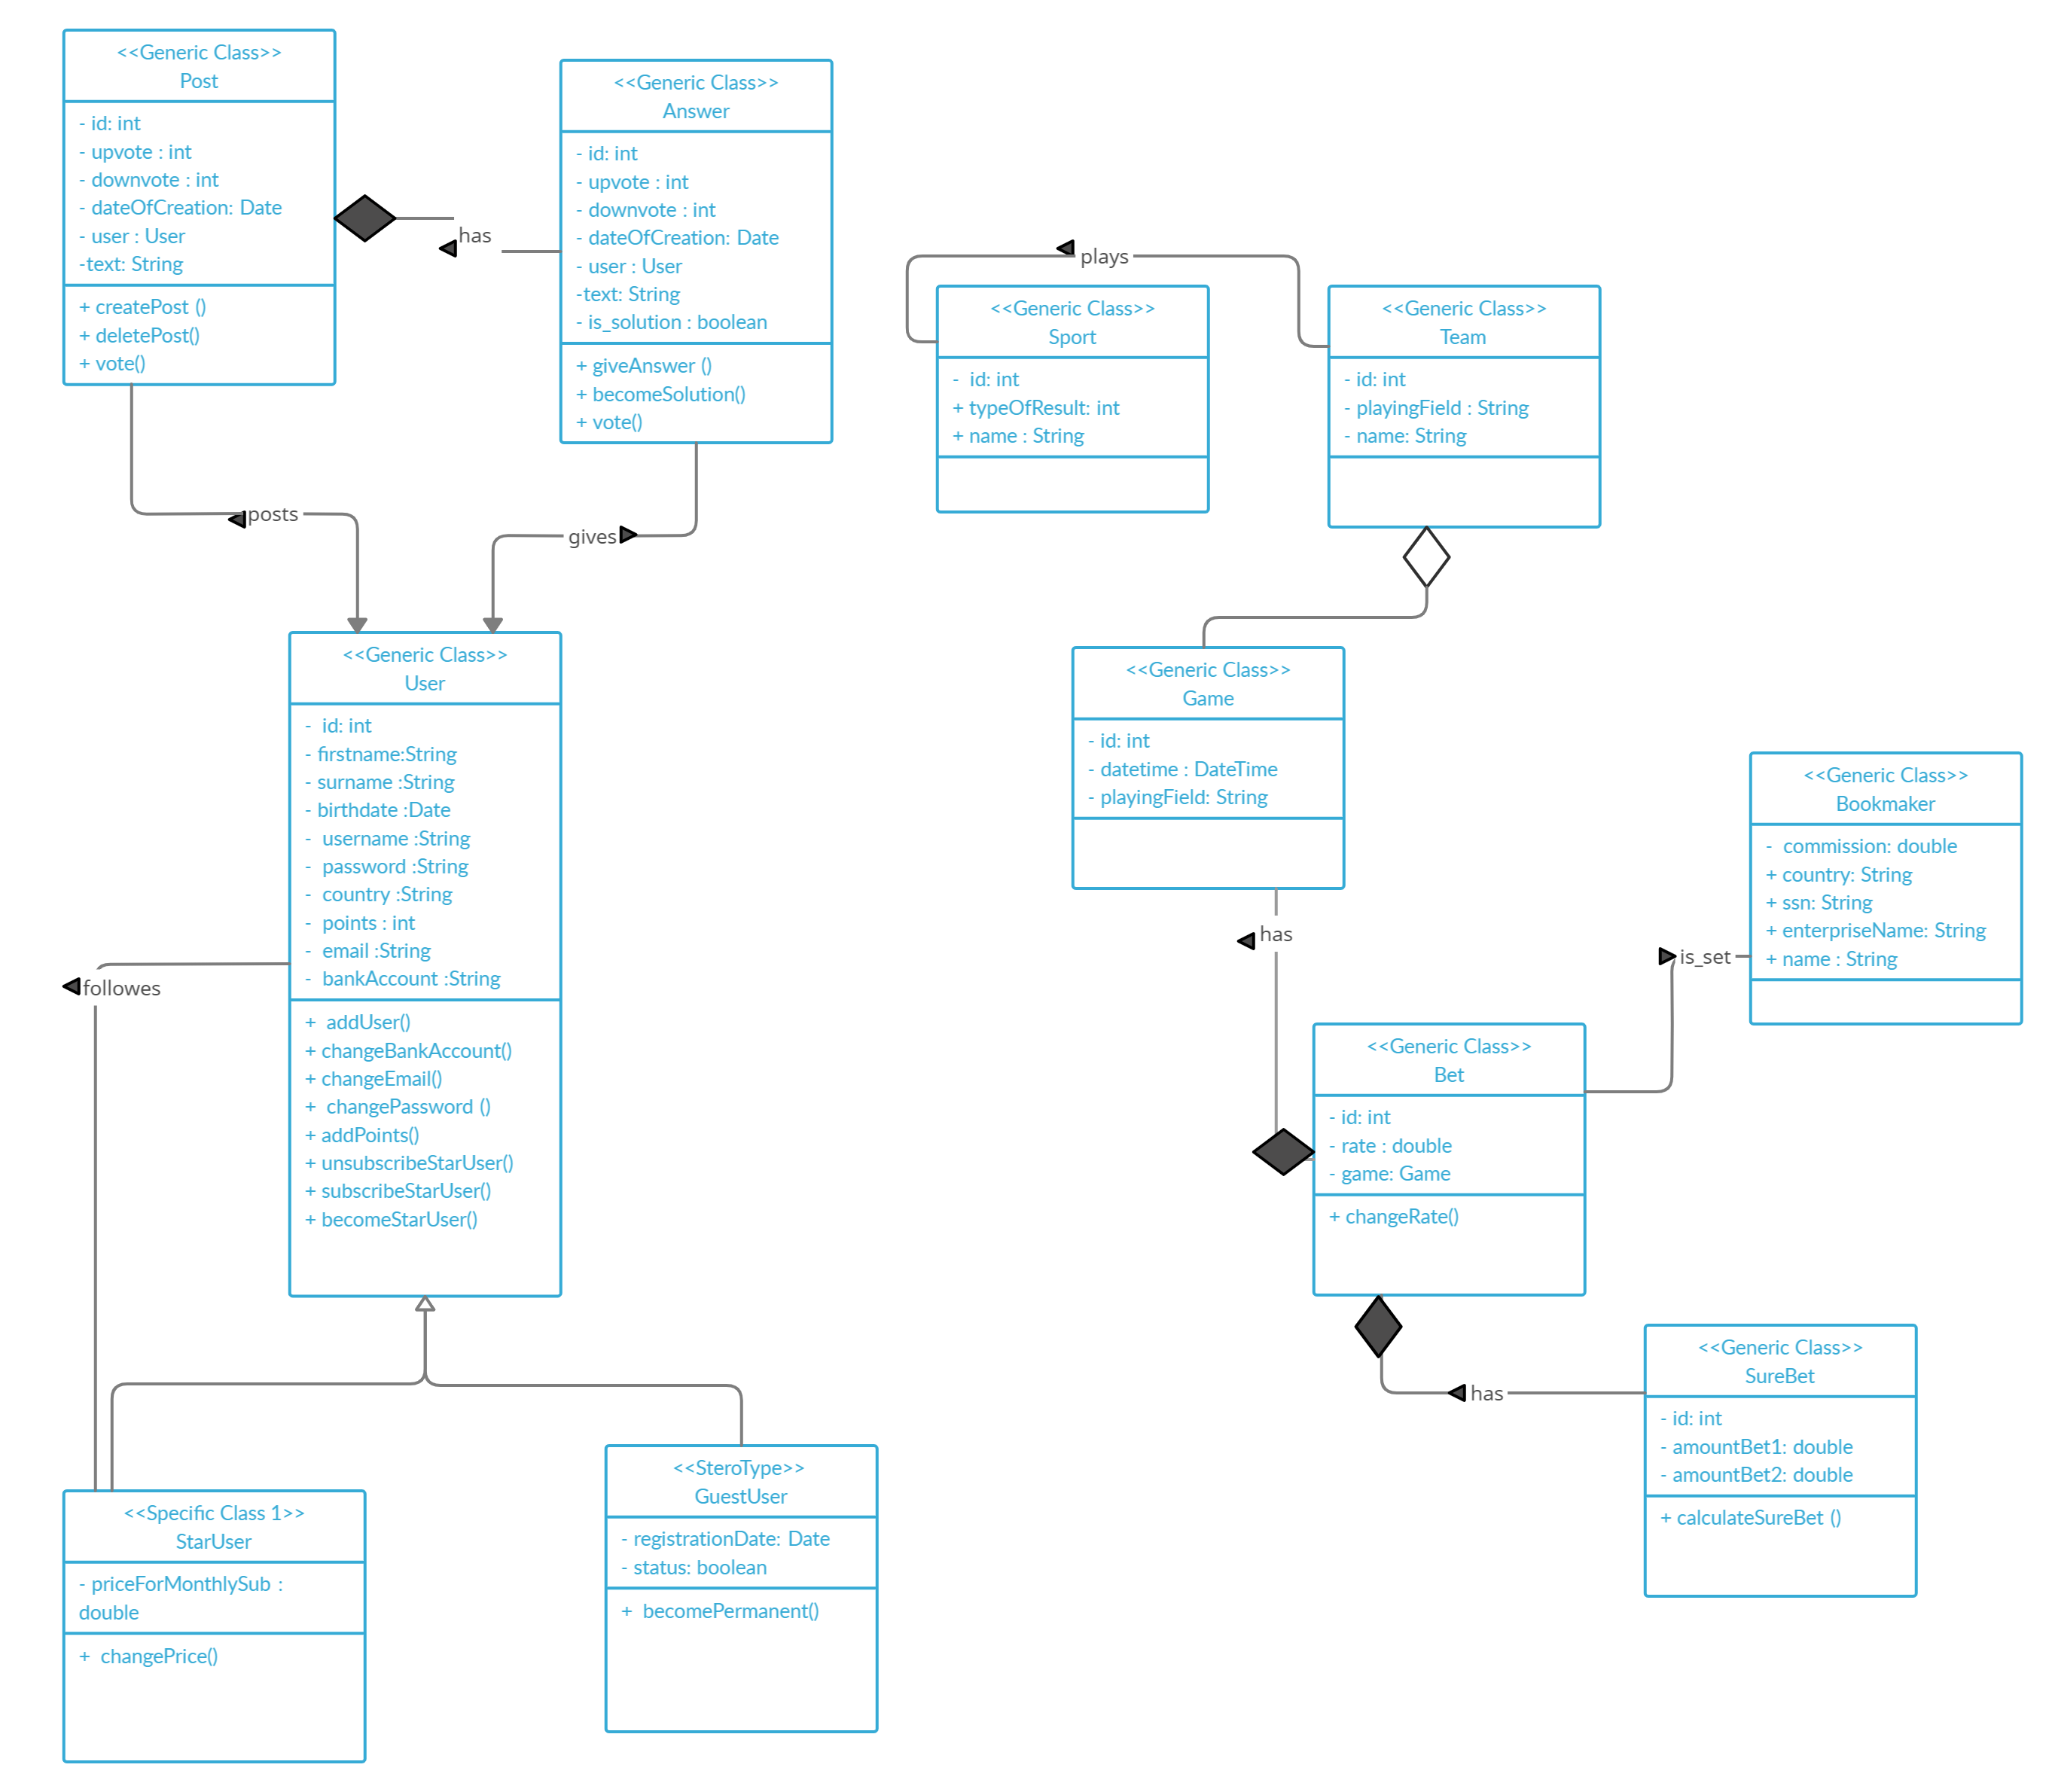 <<Generic Class>>
Post
- id: int
- upvote : int
- downvote : int
- dateOfCreation: Date
- user : User
-text: String
+ createPost ()
+ deletePost()
+ vote()
has
<<Generic Class>>
Answer
- id: int
- upvote : int
- downvote : int
- dateOfCreation: Date
- user : User
-text: String
- is_solution : boolean
+ giveAnswer ()
+ becomeSolution()
+ vote()
plays
<<Generic Class>>
Sport
-  id: int
+ typeOfResult: int
+ name : String
<<Generic Class>>
Team
- id: int
- playingField : String
- name: String
posts
gives
<<Generic Class>>
User
-  id: int
- firstname:String
- surname :String
- birthdate :Date
-  username :String
-  password :String
-  country :String
-  points : int
-  email :String
-  bankAccount :String
+  addUser()
+ changeBankAccount()
+ changeEmail()
+  changePassword ()
+ addPoints()
+ unsubscribeStarUser()
+ subscribeStarUser()
+ becomeStarUser()
followes
<<Generic Class>>
Game
- id: int
- datetime : DateTime
- playingField: String
has
<<Generic Class>>
Bookmaker
-  commission: double
+ country: String
+ ssn: String
+ enterpriseName: String
+ name : String
is_set
<<Generic Class>>
Bet
- id: int
- rate : double
- game: Game
+ changeRate()
has
<<Generic Class>>
SureBet
- id: int
- amountBet1: double
- amountBet2: double
+ calculateSureBet ()
<<Specific Class 1>>
StarUser
- priceForMonthlySub :
double
+  changePrice()
<<SteroType>>
GuestUser
- registrationDate: Date
- status: boolean
+  becomePermanent()